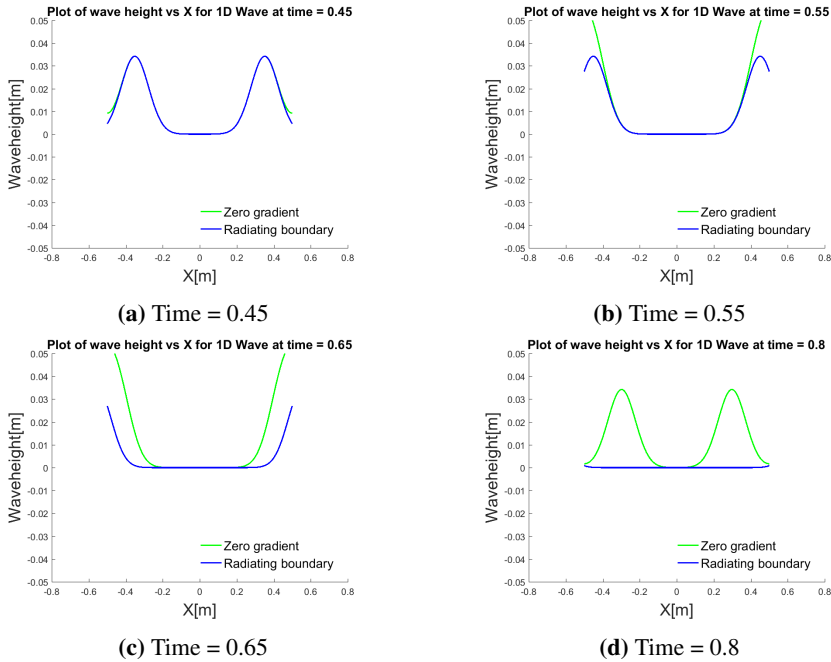 Plot of wave height vs X for 1D Wave at time = 0.45
0.05
0.04
0.03
0.02
0.01
0
-0.01
-0.02
-0.03
-0.04
-0.05
Waveheight[m]
Zero gradient
Radiating boundary
-0.8 -0.6 -0.4 -0.2 0 0.2 0.4 0.6 0.8
X[m]
(a) Time = 0.45
Plot of wave height vs X for 1D Wave at time = 0.55
0.05
0.04
0.03
0.02
0.01
0
-0.01
-0.02
-0.03
-0.04
-0.05
Waveheight[m]
Zero gradient
Radiating boundary
-0.8 -0.6 -0.4 -0.2 0 0.2 0.4 0.6 0.8
X[m]
(b) Time = 0.55
Plot of wave height vs X for 1D Wave at time = 0.65
0.05
0.04
0.03
0.02
0.01
0
-0.01
-0.02
-0.03
-0.04
-0.05
Waveheight[m]
Zero gradient
Radiating boundary
-0.8 -0.6 -0.4 -0.2 0 0.2 0.4 0.6 0.8
X[m]
(c) Time = 0.65
Plot of wave height vs X for 1D Wave at time = 0.8
0.05
0.04
0.03
0.02
0.01
0
-0.01
-0.02
-0.03
-0.04
-0.05
Waveheight[m]
Zero gradient
Radiating boundary
-0.8 -0.6 -0.4 -0.2 0 0.2 0.4 0.6 0.8
X[m]
(d) Time = 0.8